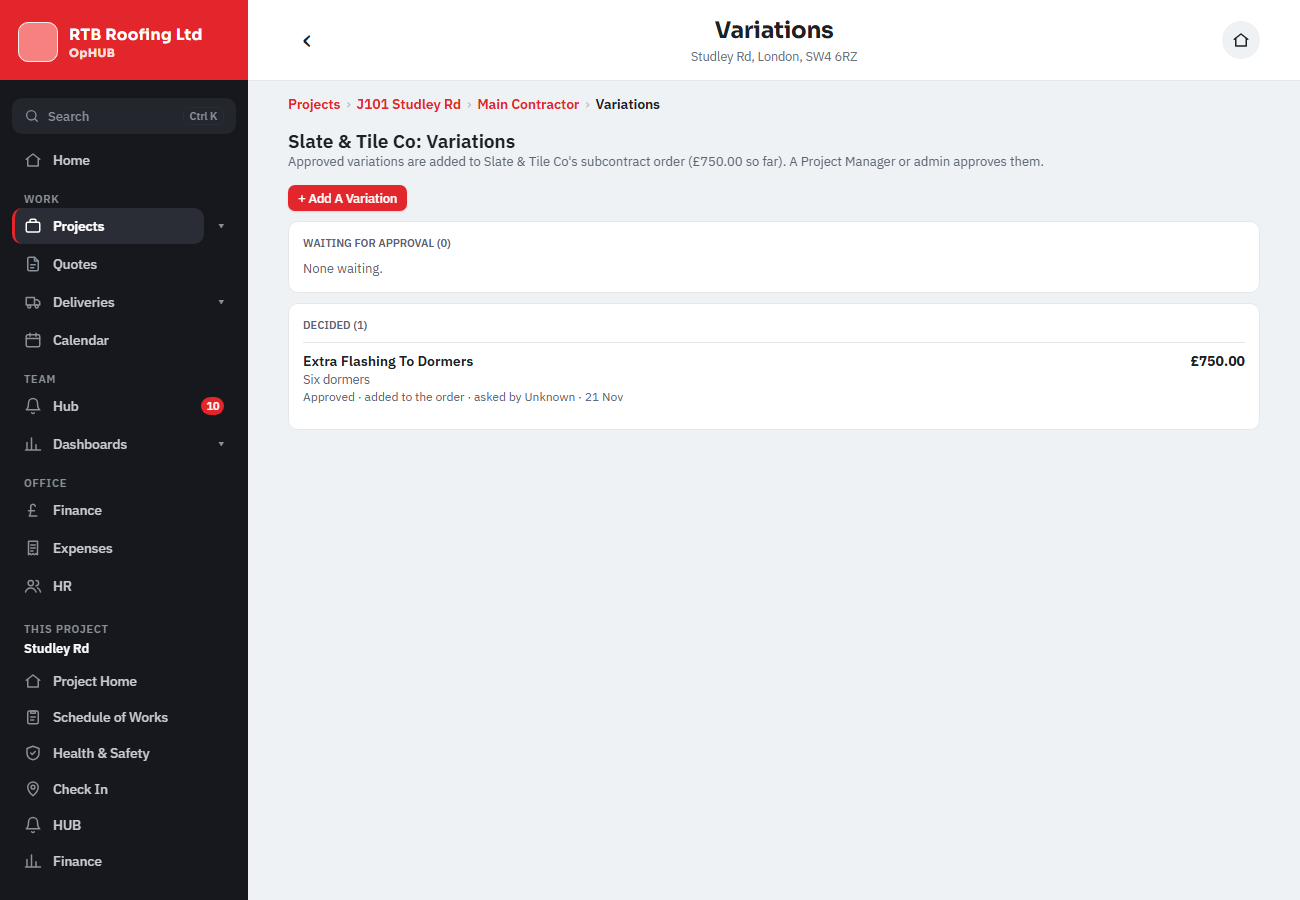 RTB Roofing Ltd
OpHUB
Search Ctrl K
Home
WORK
Projects ▾
Quotes
Deliveries ▾
Calendar
TEAM
Hub 10
Dashboards ▾
OFFICE
Finance
Expenses
HR
THIS PROJECT
Studley Rd
Project Home
Schedule of Works
Health & Safety
Check In
HUB
Finance
Variations
Studley Rd, London, SW4 6RZ
Projects › J101 Studley Rd › Main Contractor › Variations
Slate & Tile Co: Variations
Approved variations are added to Slate & Tile Co's subcontract order (£750.00 so far). A Project Manager or admin approves them.
+ Add A Variation
WAITING FOR APPROVAL (0)
None waiting.
DECIDED (1)
Extra Flashing To Dormers £750.00
Six dormers
Approved · added to the order · asked by Unknown · 21 Nov